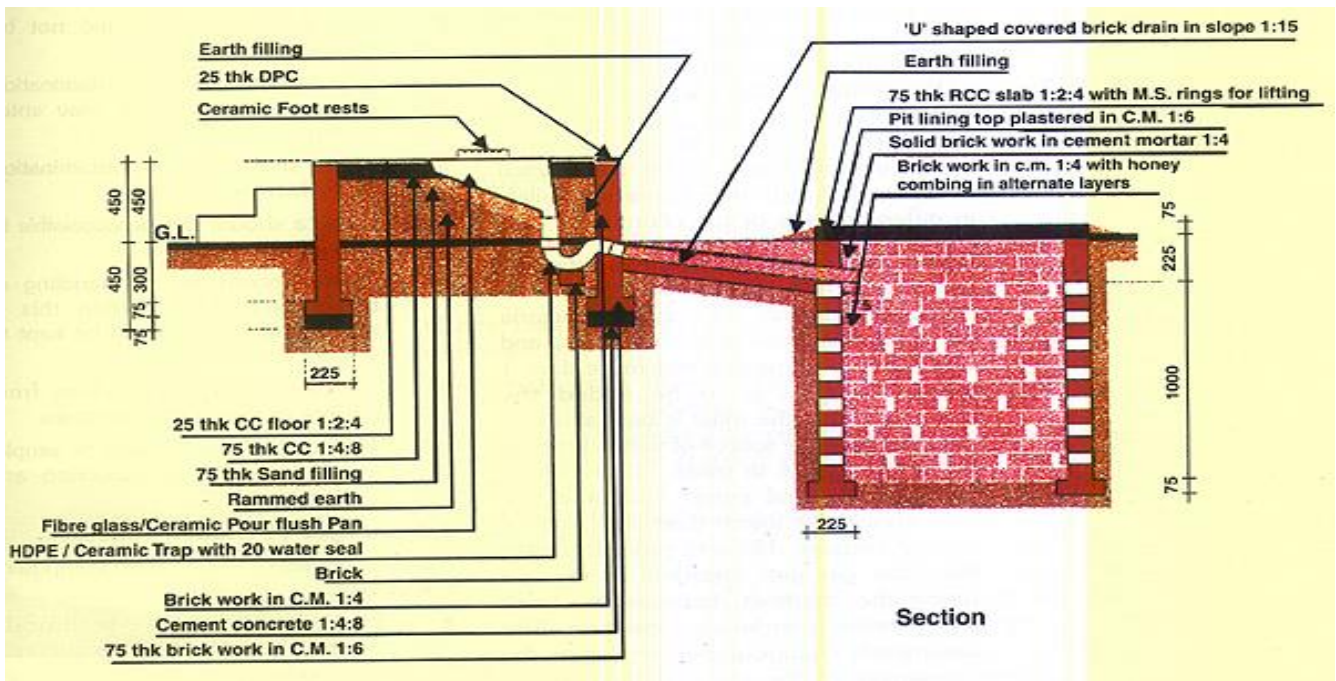 Earth filling
25 thk DPC
Ceramic Foot rests
'U' shaped covered brick drain in slope 1:15
Earth filling
75 thk RCC slab 1:2:4 with M.S. rings for lifting
Pit lining top plastered in C.M. 1:6
Solid brick work in cement mortar 1:4
Brick work in c.m. 1:4 with honey
combing in alternate layers
450
450
G.L.
450
300
75
75
225
75
225
1000
75
225
25 thk CC floor 1:2:4
75 thk CC 1:4:8
75 thk Sand filling
Rammed earth
Fibre glass/Ceramic Pour flush Pan
HDPE / Ceramic Trap with 20 water seal
Brick
Brick work in C.M. 1:4
Cement concrete 1:4:8
75 thk brick work in C.M. 1:6
Section